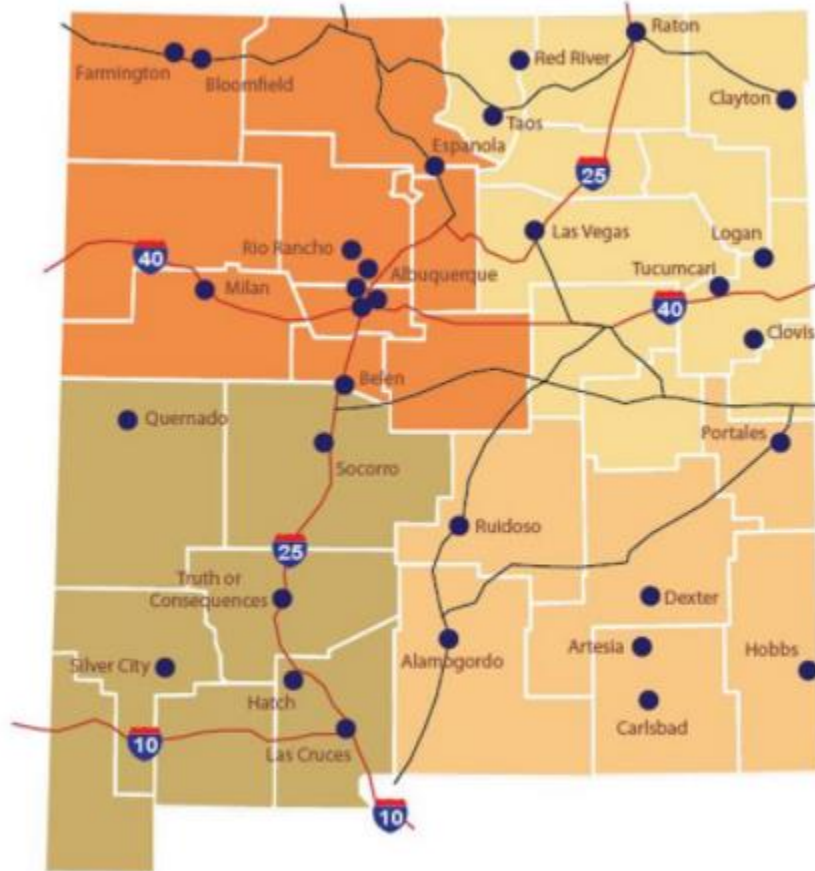 Raton
Farmington
Bloomfield
Red River
Clayton
Taos
Espanola
25
Las Vegas
Logan
Rio Rancho
40
Albuquerque
Tucumcari
Milan
40
Clovis
Belen
Quernado
Portales
Socorro
Ruidoso
25
Truth or
Consequences
Dexter
Silver City
Alamogordo
Artesia
Hobbs
Hatch
Carlsbad
10
Las Cruces
10